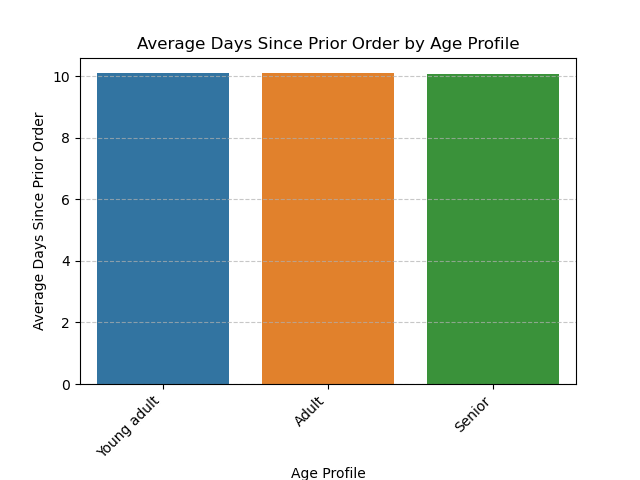 Average Days Since Prior Order by Age Profile
Average Days Since Prior Order
10
8
6
4
2
0
Young adult
Adult
Senior
Age Profile